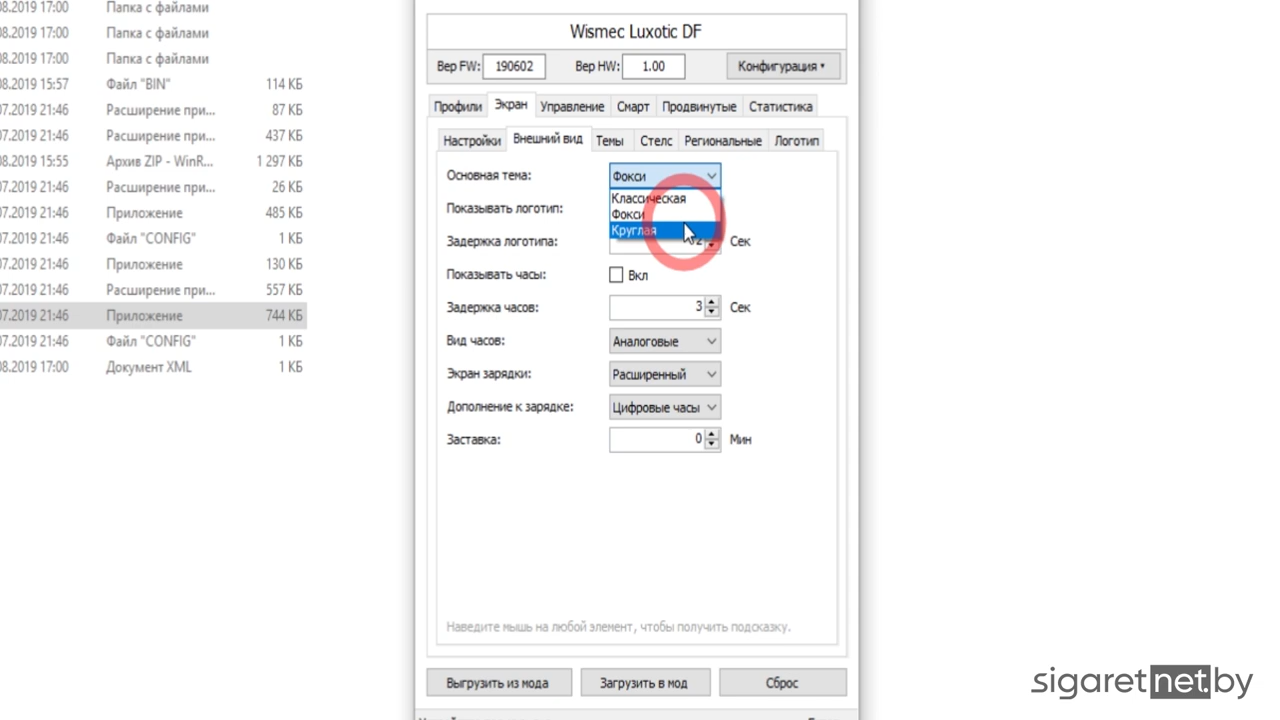 08.2019 17:00 Папка с файлами
08.2019 17:00 Папка с файлами
08.2019 17:00 Папка с файлами
08.2019 15:57 Файл "BIN" 114 КБ
07.2019 21:46 Расширение при... 87 КБ
07.2019 21:46 Расширение при... 437 КБ
08.2019 15:55 Архив ZIP - WinR... 1 297 КБ
07.2019 21:46 Расширение при... 26 КБ
07.2019 21:46 Приложение 485 КБ
07.2019 21:46 Файл "CONFIG" 1 КБ
07.2019 21:46 Приложение 130 КБ
07.2019 21:46 Расширение при... 557 КБ
07.2019 21:46 Приложение 744 КБ
07.2019 21:46 Файл "CONFIG" 1 КБ
08.2019 17:00 Документ XML 1 КБ
Wismec Luxotic DF
Вер FW: 190602 Вер HW: 1.00 Конфигурация
Профили Экран Управление Смарт Продвинутые Статистика
Настройки Внешний вид Темы Стелс Региональные Логотип
Основная тема: Фокси
Классическая
Показывать логотип: Фокси
Круглая
Задержка логотипа: 2 Сек
Показывать часы: Вкл
Задержка часов: 3 Сек
Вид часов: Аналоговые
Экран зарядки: Расширенный
Дополнение к зарядке: Цифровые часы
Заставка: 0 Мин
Наведите мышь на любой элемент, чтобы получить подсказку.
Выгрузить из мода Загрузить в мод Сброс
sigaretnet.by